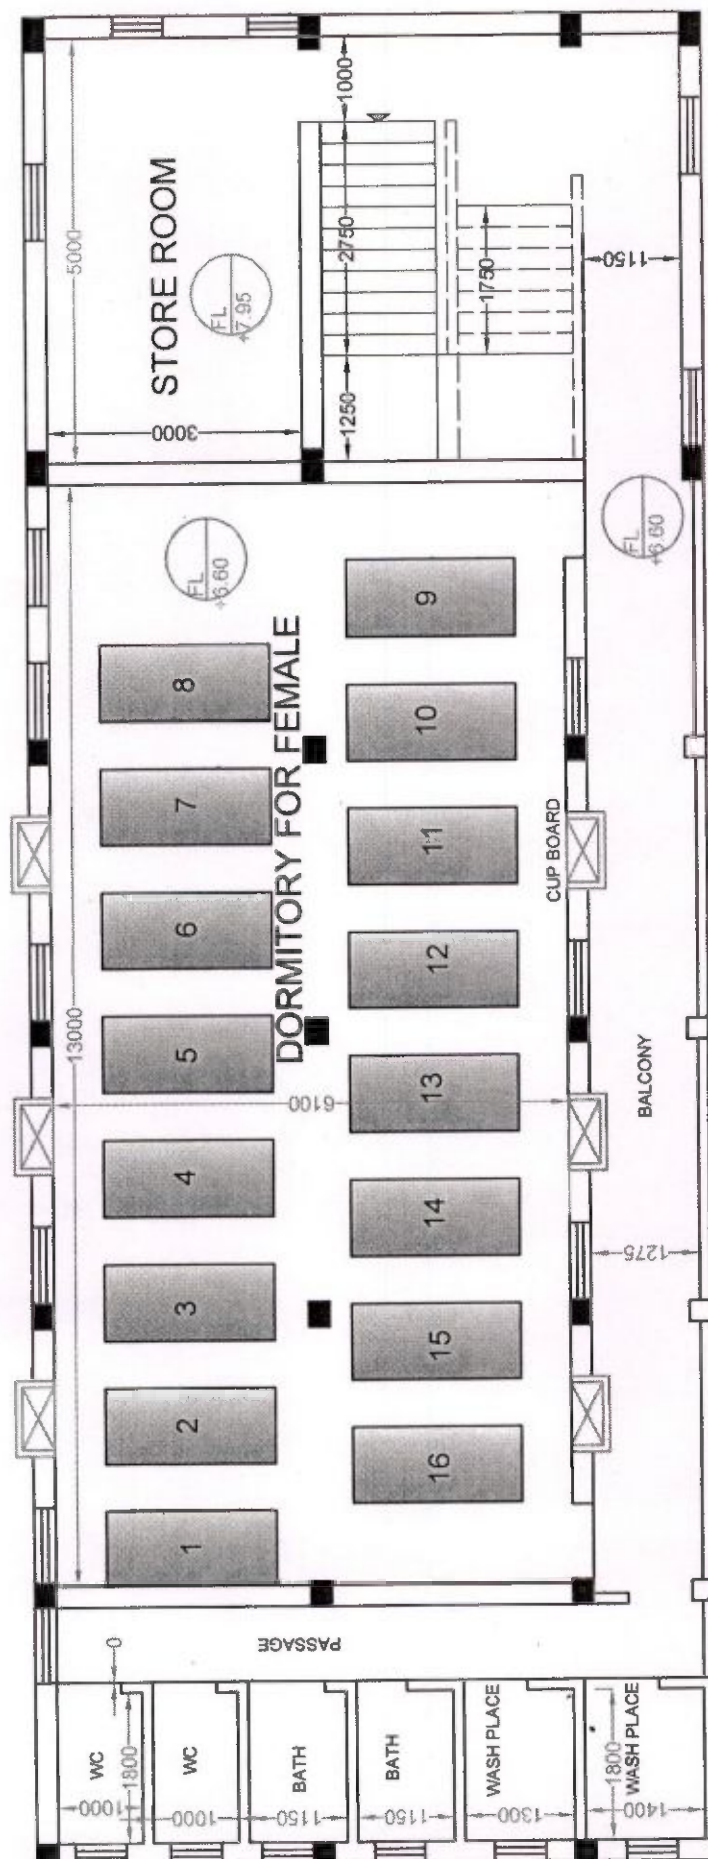 5000
1000
STORE ROOM
FL
+7.95
2750
3000
1750
1150
1250
FL
+6.60
FL
+6.60
DORMITORY FOR FEMALE
8
9
7
10
6
11
5
12
4
13
3
14
2
15
1
16
13000
6100
CUP BOARD
BALCONY
1275
PASSAGE
0
WC
1800
1000
WC
1000
BATH
1150
BATH
1150
WASH PLACE
1300
WASH PLACE
1800
1400